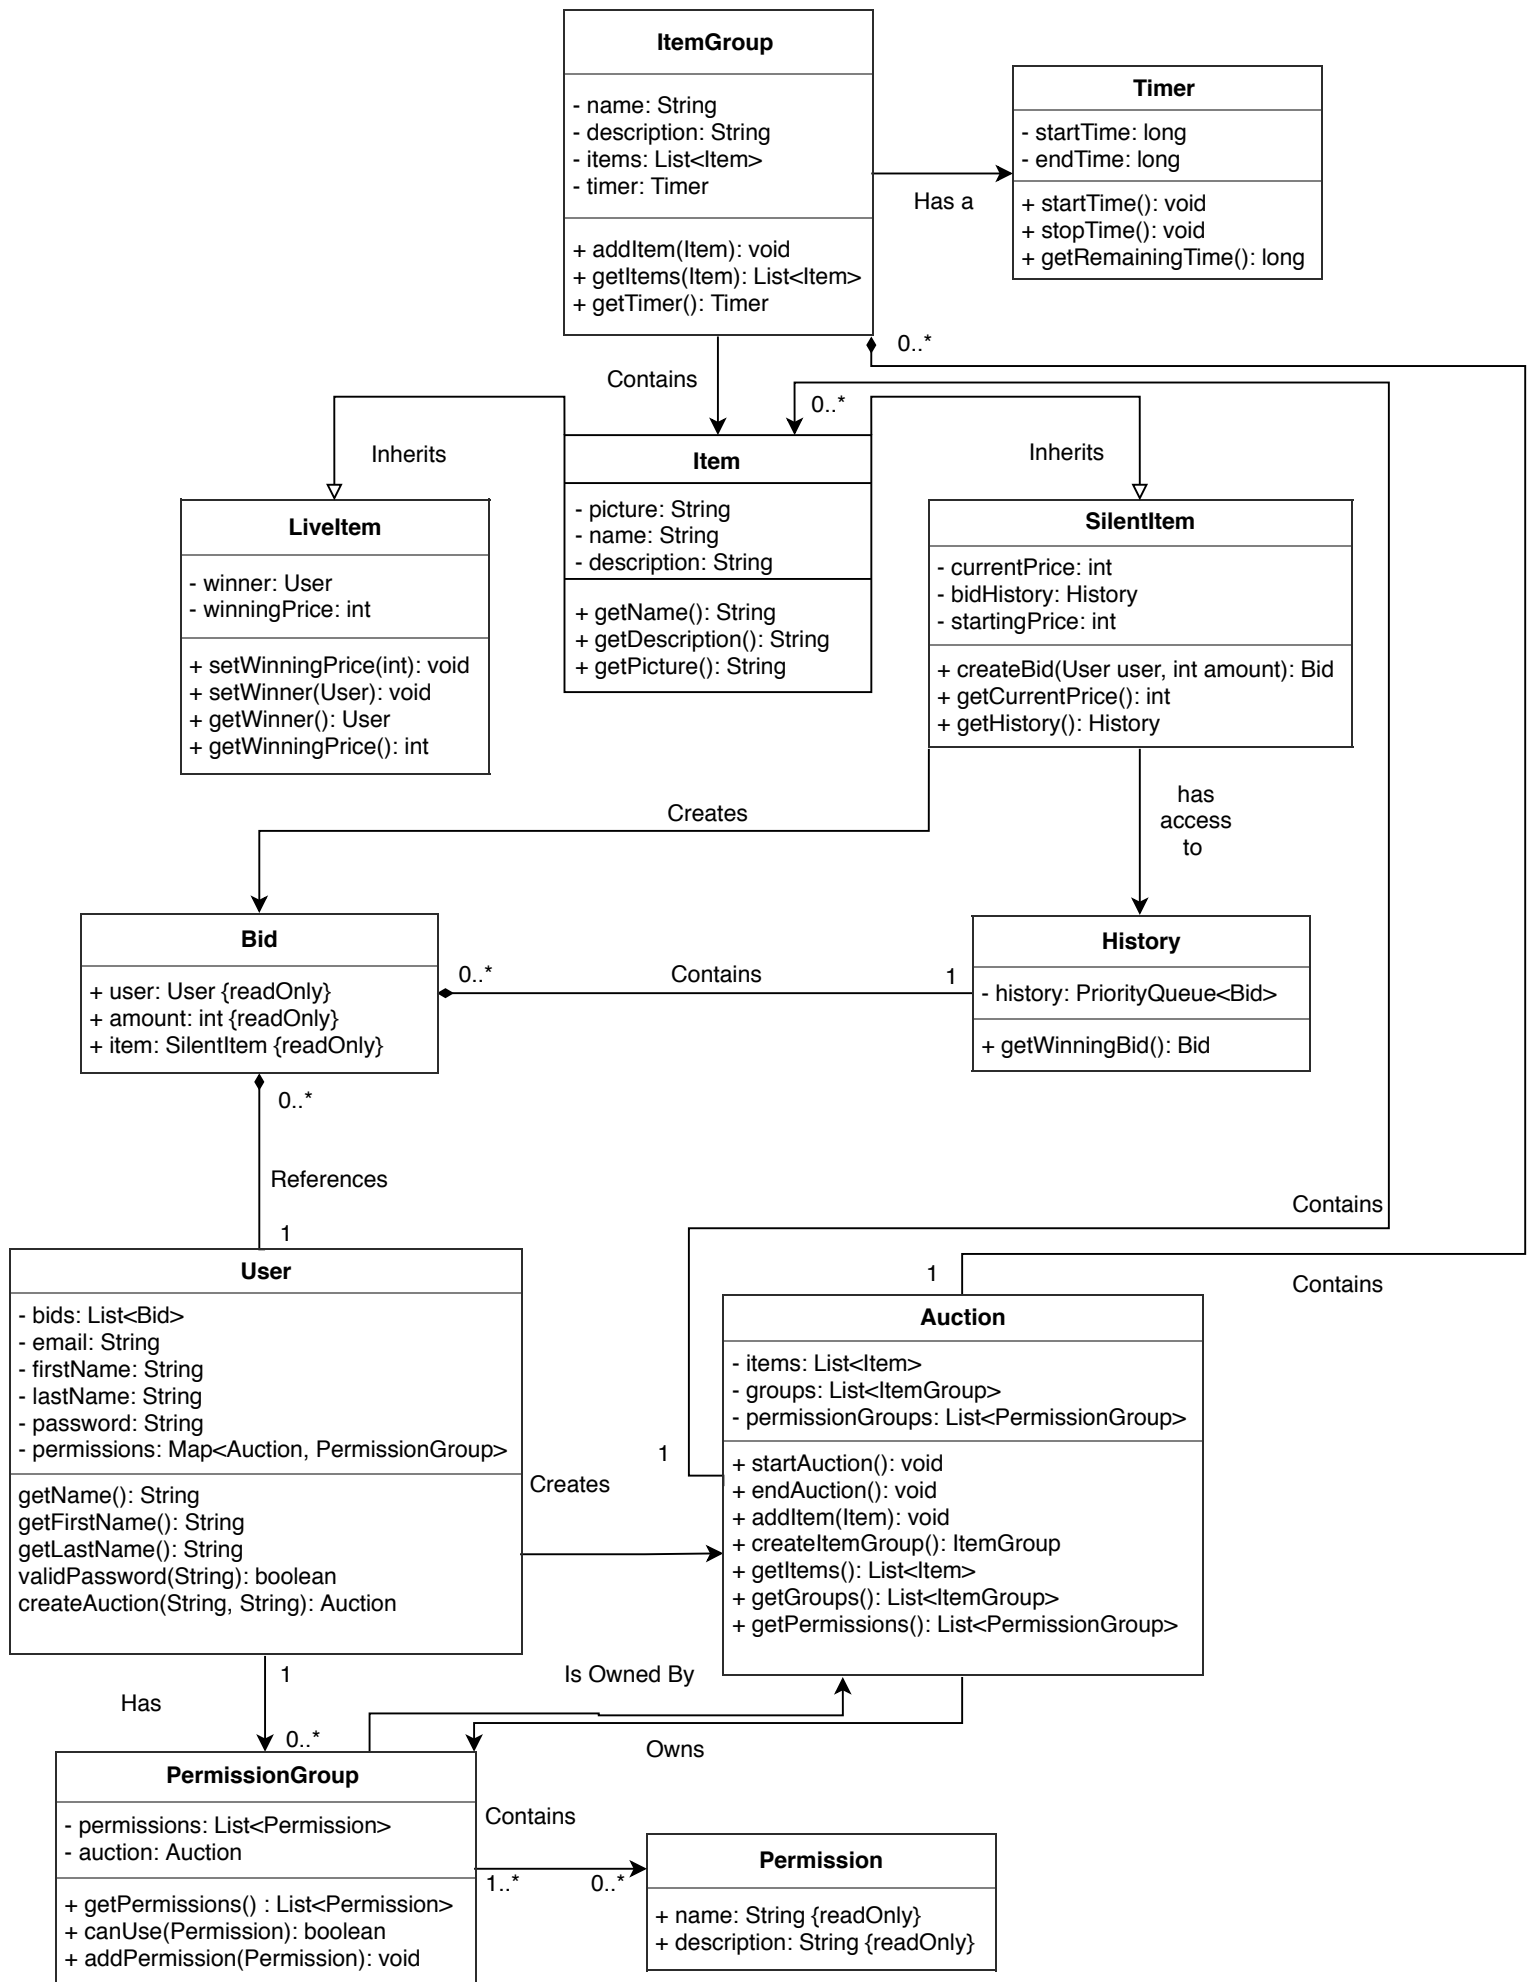 ItemGroup
- name: String
- description: String
- items: List<Item>
- timer: Timer
+ addItem(Item): void
+ getItems(Item): List<Item>
+ getTimer(): Timer
Timer
- startTime: long
- endTime: long
+ startTime(): void
+ stopTime(): void
+ getRemainingTime(): long
Has a
0..*
Contains
0..*
Inherits
Inherits
Item
- picture: String
- name: String
- description: String
+ getName(): String
+ getDescription(): String
+ getPicture(): String
LiveItem
- winner: User
- winningPrice: int
+ setWinningPrice(int): void
+ setWinner(User): void
+ getWinner(): User
+ getWinningPrice(): int
SilentItem
- currentPrice: int
- bidHistory: History
- startingPrice: int
+ createBid(User user, int amount): Bid
+ getCurrentPrice(): int
+ getHistory(): History
Creates
has
access
to
Bid
+ user: User {readOnly}
+ amount: int {readOnly}
+ item: SilentItem {readOnly}
0..*
Contains
1
History
- history: PriorityQueue<Bid>
+ getWinningBid(): Bid
0..*
References
1
Contains
1
Contains
User
- bids: List<Bid>
- email: String
- firstName: String
- lastName: String
- password: String
- permissions: Map<Auction, PermissionGroup>
getName(): String
getFirstName(): String
getLastName(): String
validPassword(String): boolean
createAuction(String, String): Auction
Creates
1
Auction
- items: List<Item>
- groups: List<ItemGroup>
- permissionGroups: List<PermissionGroup>
+ startAuction(): void
+ endAuction(): void
+ addItem(Item): void
+ createItemGroup(): ItemGroup
+ getItems(): List<Item>
+ getGroups(): List<ItemGroup>
+ getPermissions(): List<PermissionGroup>
1
Has
0..*
Is Owned By
Owns
PermissionGroup
- permissions: List<Permission>
- auction: Auction
+ getPermissions() : List<Permission>
+ canUse(Permission): boolean
+ addPermission(Permission): void
Contains
1..*
0..*
Permission
+ name: String {readOnly}
+ description: String {readOnly}